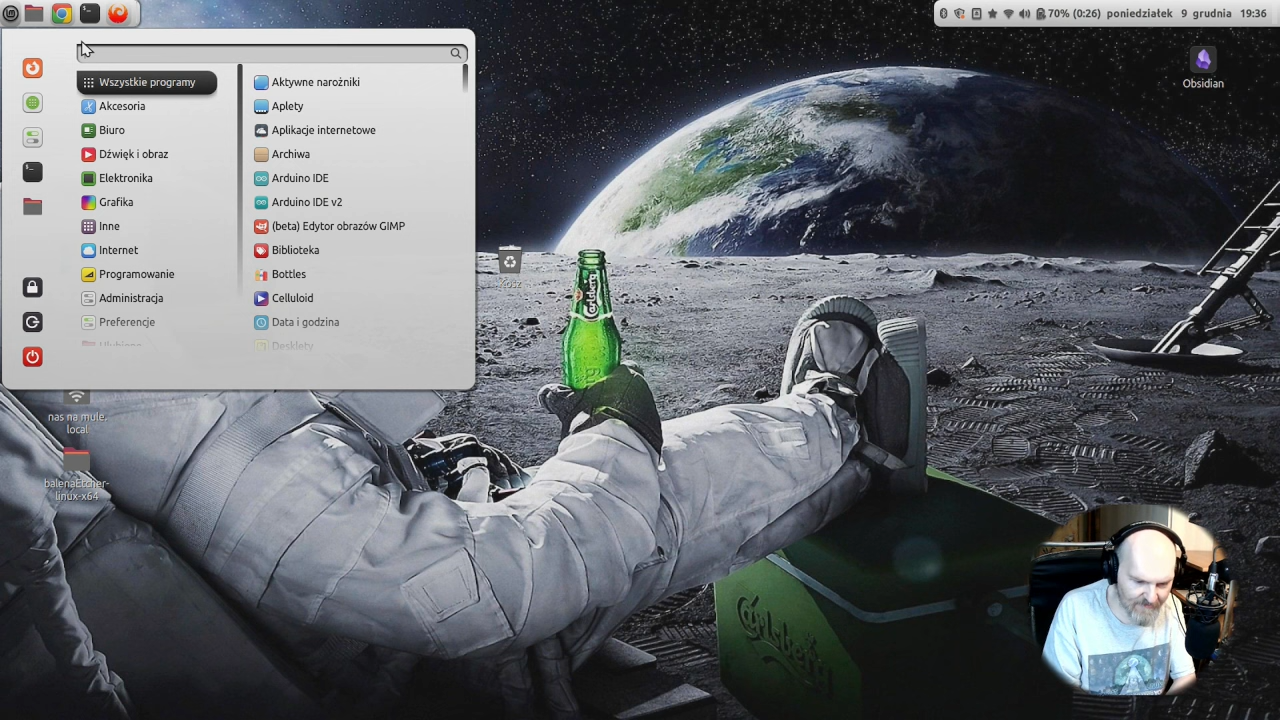 70% (0:26) poniedziałek 9 grudnia 19:36
Wszystkie programy
Akcesoria
Biuro
Dźwięk i obraz
Elektronika
Grafika
Inne
Internet
Programowanie
Administracja
Preferencje
Ulubione
Aktywne narożniki
Aplety
Aplikacje internetowe
Archiwa
Arduino IDE
Arduino IDE v2
(beta) Edytor obrazów GIMP
Biblioteka
Bottles
Celluloid
Data i godzina
Desklety
Obsidian
Kosz
nas na mule.
local
balenaEtcher-
linux-x64
Carlsberg
Carlsberg